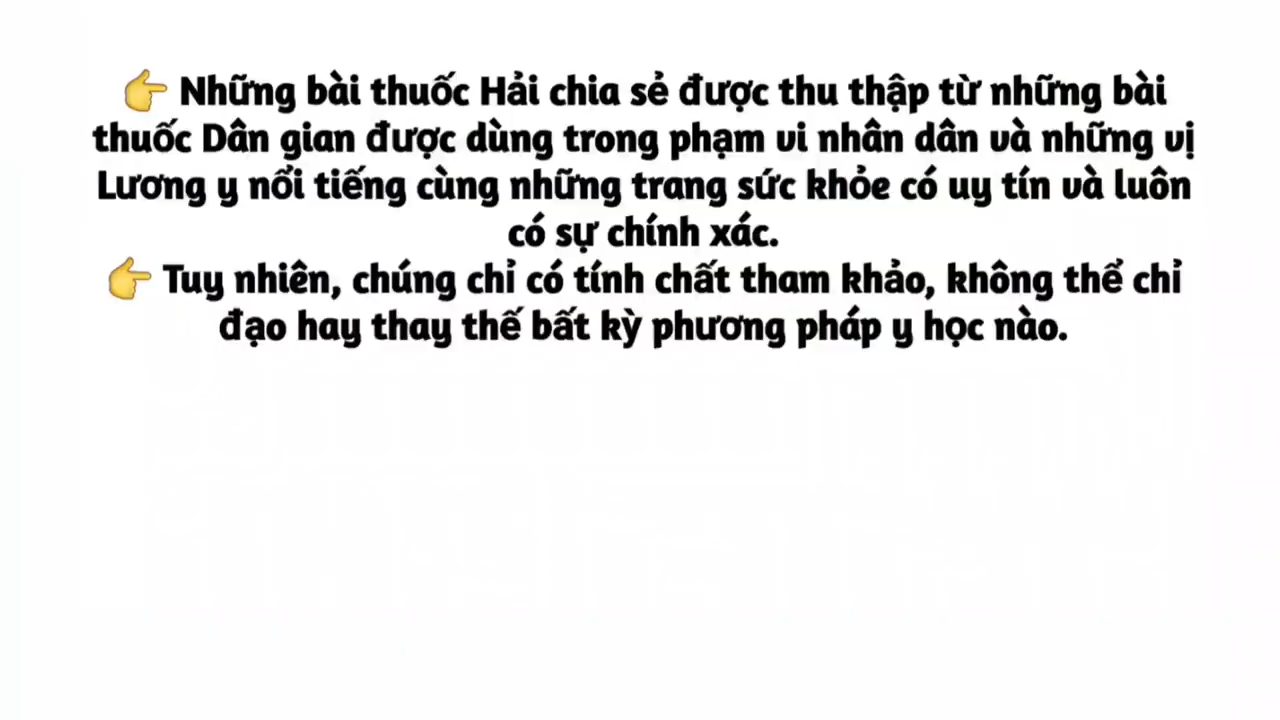 👉 Những bài thuốc Hải chia sẻ được thu thập từ những bài
thuốc Dân gian được dùng trong phạm vi nhân dân và những vị
Lương y nổi tiếng cùng những trang sức khỏe có uy tín và luôn
có sự chính xác.
👉 Tuy nhiên, chúng chỉ có tính chất tham khảo, không thể chỉ
đạo hay thay thế bất kỳ phương pháp y học nào.